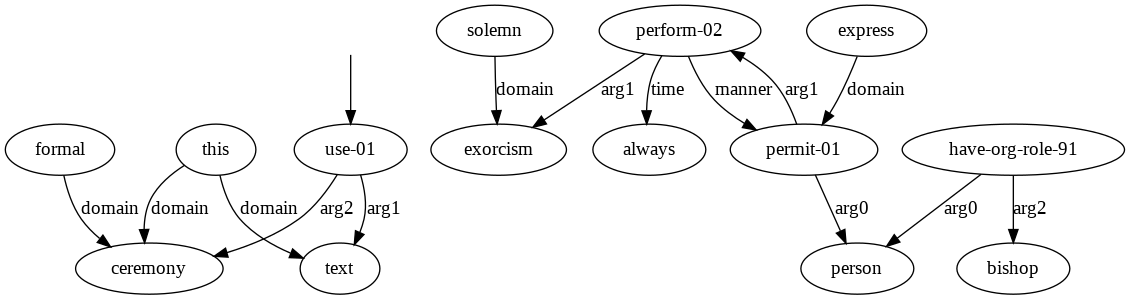 solemn perform-02 express
domain arg1 time manner arg1 domain
formal this use-01 exorcism always permit-01 have-org-role-91
domain domain domain arg2 arg1 arg0 arg0 arg2
ceremony text person bishop